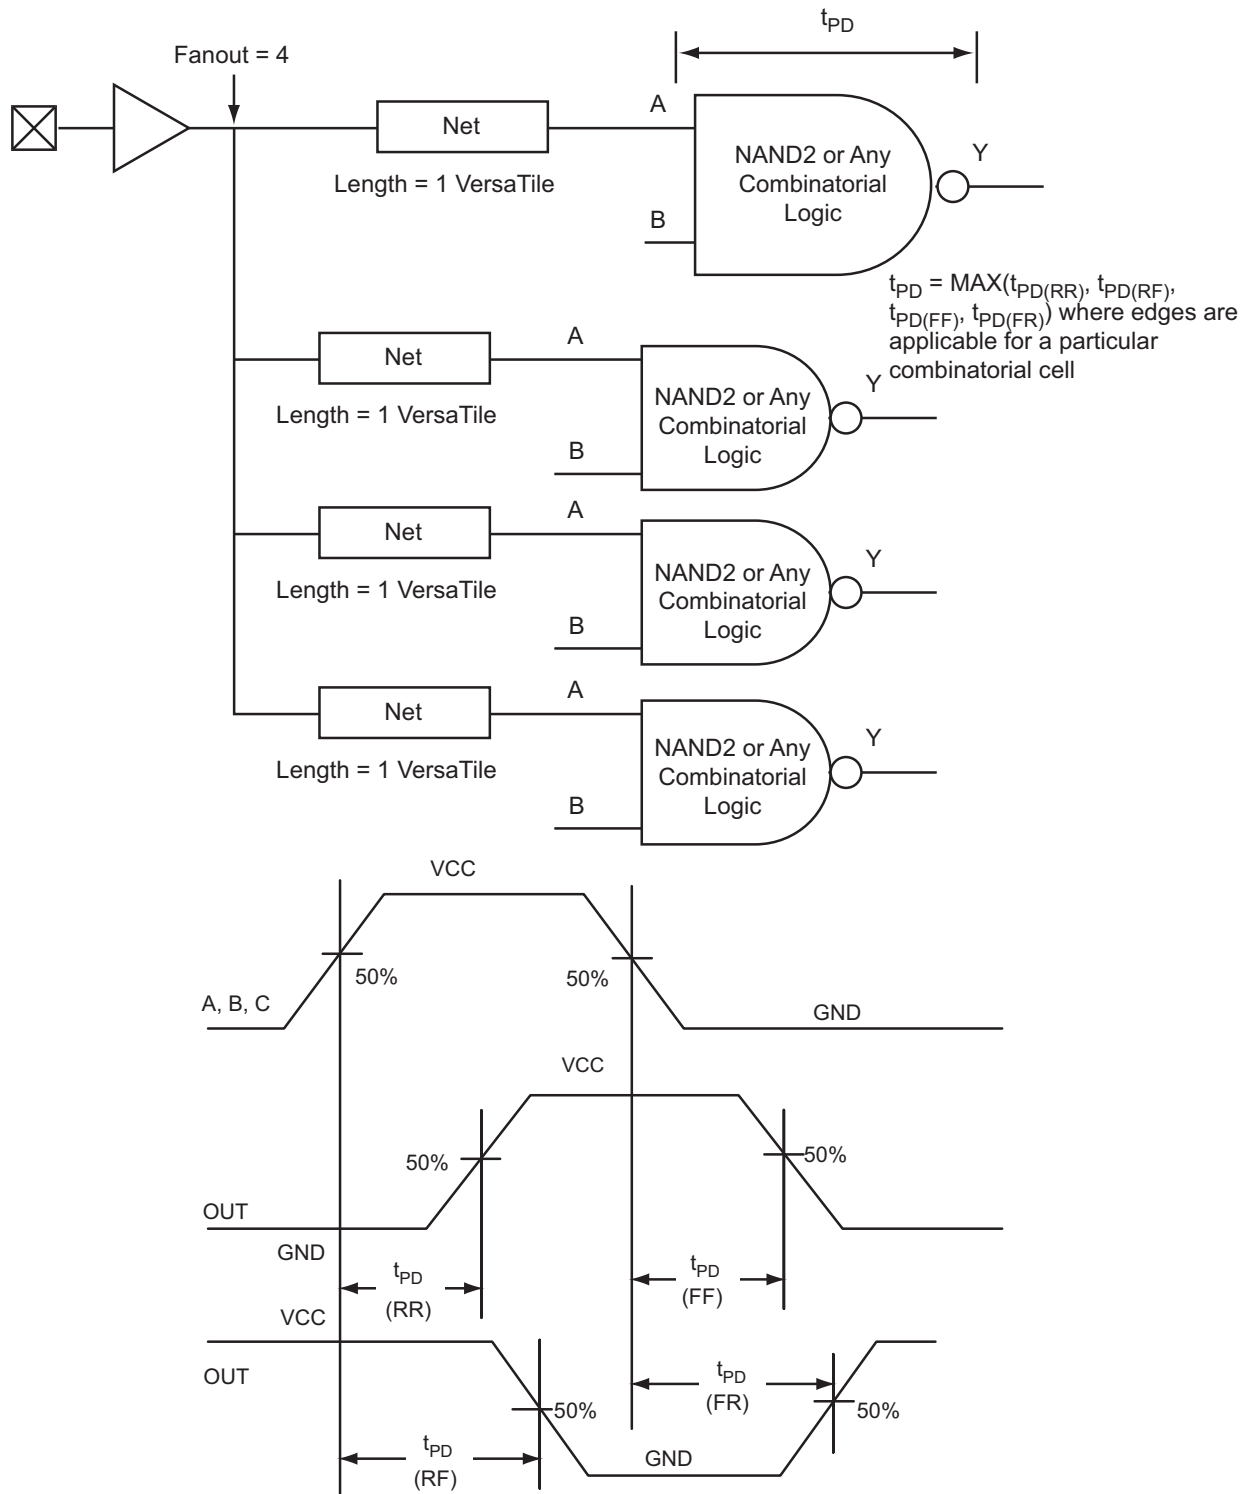 tPD
Fanout = 4
Net
Length = 1 VersaTile
A
B
NAND2 or Any
Combinatorial
Logic
Y
tPD = MAX(tPD(RR), tPD(RF),
tPD(FF), tPD(FR)) where edges are
applicable for a particular
combinatorial cell
Net
Length = 1 VersaTile
A
B
NAND2 or Any
Combinatorial
Logic
Y
Net
Length = 1 VersaTile
A
B
NAND2 or Any
Combinatorial
Logic
Y
Net
Length = 1 VersaTile
A
B
NAND2 or Any
Combinatorial
Logic
Y
VCC
50%
50%
A, B, C
GND
VCC
50%
50%
OUT
GND
tPD
(RR)
tPD
(FF)
VCC
OUT
tPD
(FR)
50%
50%
tPD
(RF)
GND